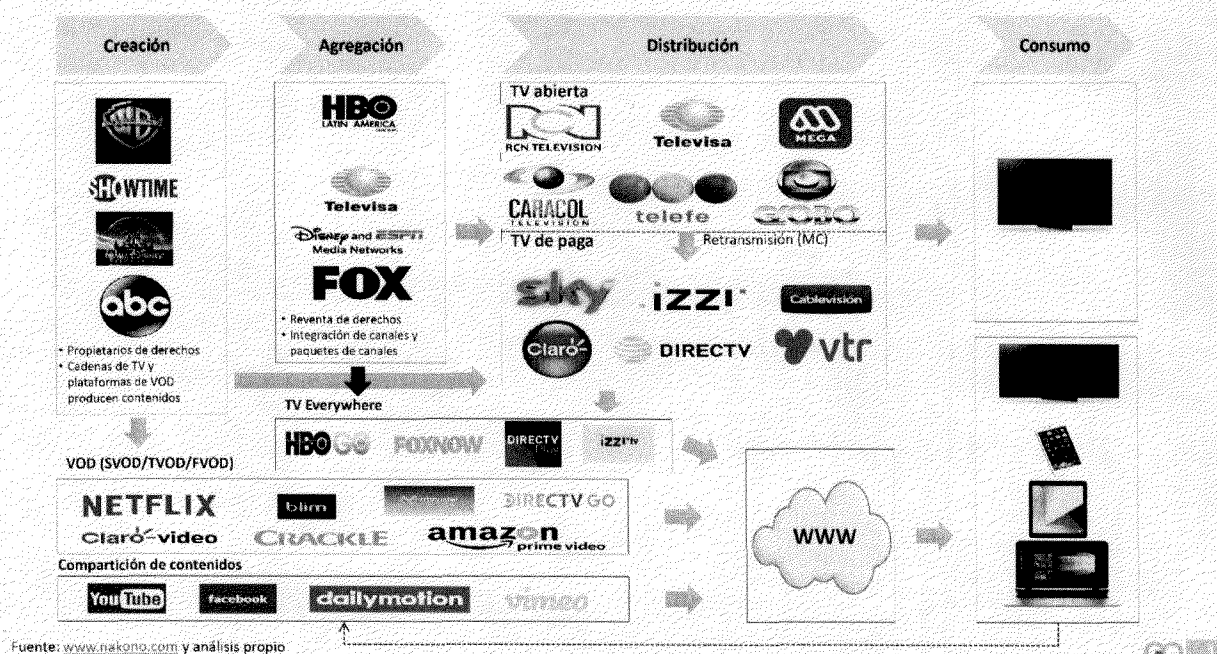 Creación
Agregación
Distribución
Consumo
WB
SHOWTIME
abc
• Propietarios de derechos
• Cadenas de TV y
plataformas de VOD
producen contenidos
HBO
LATIN AMERICA
Televisa
Disney and ESPN
Media Networks
FOX
• Reventa de derechos
• Integración de canales y
paquetes de canales
TV abierta
RCN
RCN TELEVISION
Televisa
MEGA
CARACOL
TELEVISIÓN
telefe
GLOBO
TV de paga
Retransmisión (MC)
sky
izzi
Cablevisión
Claro
DIRECTV
vtr
TV Everywhere
HBO GO
FOXNOW
DIRECTV
izzi tv
VOD (SVOD/TVOD/FVOD)
NETFLIX
blim
DIRECTV GO
Claro-video
CRACKLE
amazon
prime video
WWW
Compartición de contenidos
YouTube
facebook
dailymotion
vimeo
Fuente: www.nakono.com y análisis propio